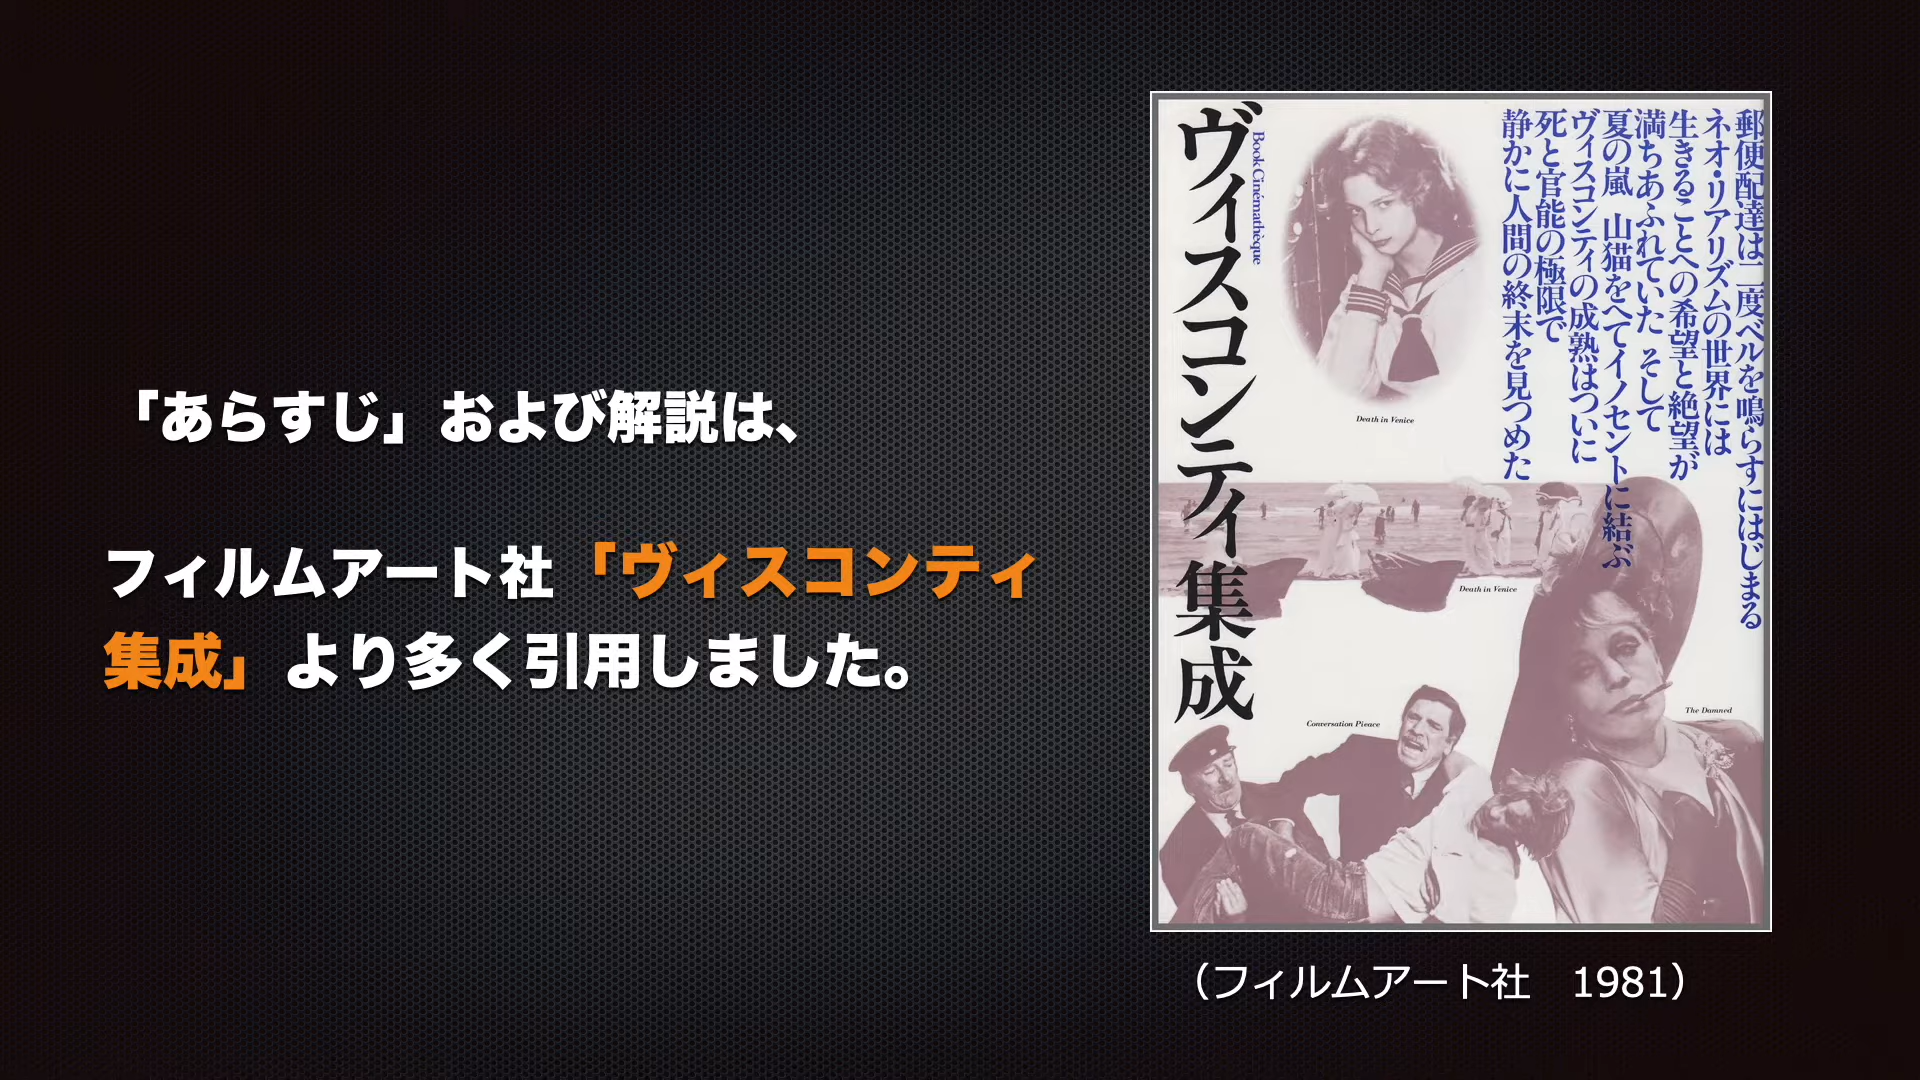 「あらすじ」および解説は、
フィルムアート社「ヴィスコンティ
集成」より多く引用しました。
郵便配達は二度ベルを鳴らすにはじまる
ネオ・リアリズムの世界には
生きることへの希望と絶望が
満ちあふれていた そして
夏の嵐 山猫をへてイノセントに結ぶ
ヴィスコンティの成熟はついに
死と官能の極限で
静かに人間の終末を見つめた
Book Cinémathèque
ヴィスコンティ集成
Death in Venice
Death in Venice
The Damned
Conversation Pieace
（フィルムアート社　1981）